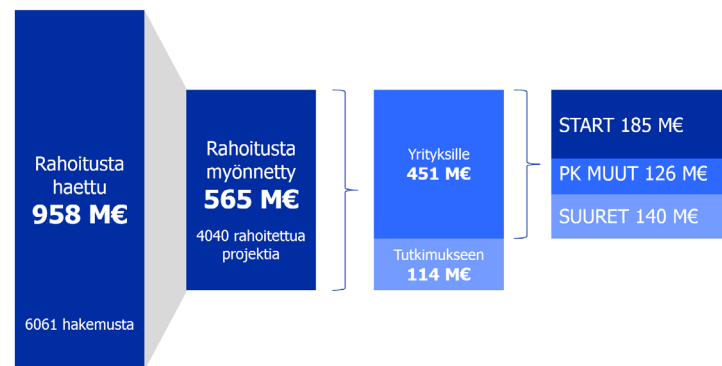 Rahoitusta
haettu
958 M€
6061 hakemusta
Rahoitusta
myönnetty
565 M€
4040 rahoitettua
projektia
Yrityksille
451 M€
Tutkimukseen
114 M€
START 185 M€
PK MUUT 126 M€
SUURET 140 M€